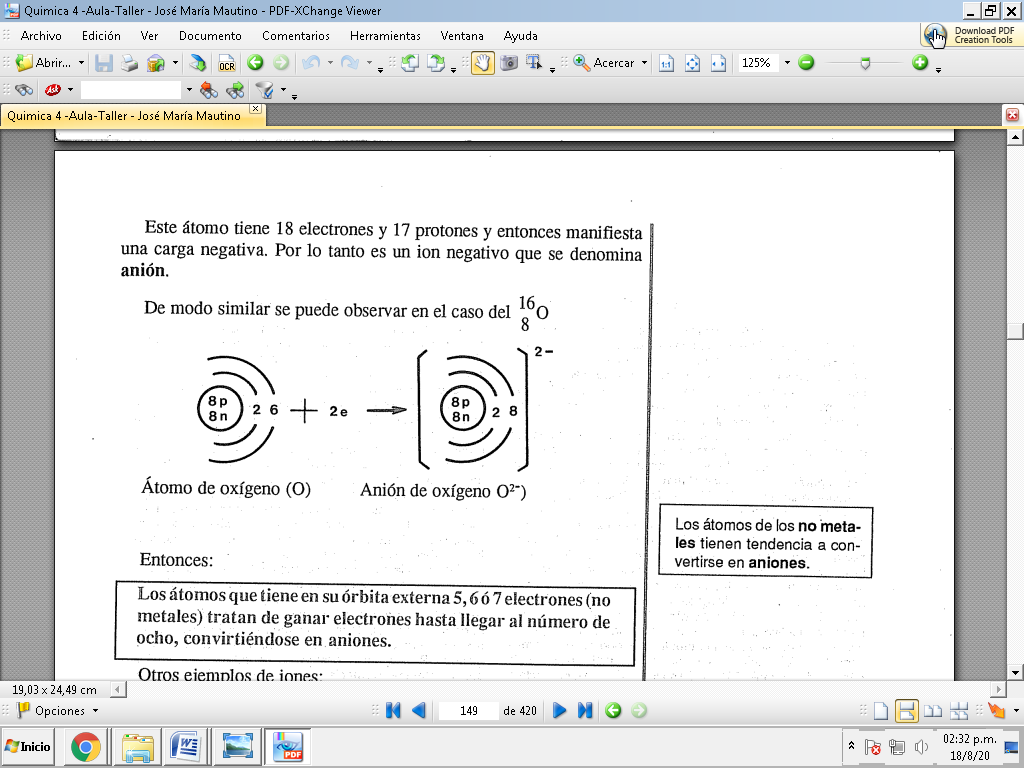 Quimica 4 -Aula-Taller - José María Mautino - PDF-XChange Viewer
Archivo Edición Ver Documento Comentarios Herramientas Ventana Ayuda
Download PDF
Creation Tools
Abrir...
OCR
Acercar
1:1
125%
Quimica 4 -Aula-Taller - José María Mautino
Este átomo tiene 18 electrones y 17 protones y entonces manifiesta
una carga negativa. Por lo tanto es un ion negativo que se denomina
anión.
De modo similar se puede observar en el caso del 16 8 O
8p
8n
2 6 + 2e
8p
8n
2 8
2-
Átomo de oxígeno (O) Anión de oxígeno O²⁻)
Entonces:
Los átomos que tiene en su órbita externa 5, 6 ó 7 electrones (no
metales) tratan de ganar electrones hasta llegar al número de
ocho, convirtiéndose en aniones.
Los átomos de los no meta-
les tienen tendencia a con-
vertirse en aniones.
Otros ejemplos de iones:
19,03 x 24,49 cm
Opciones
149 de 420
Inicio
PDF
02:32 p.m.
18/8/20